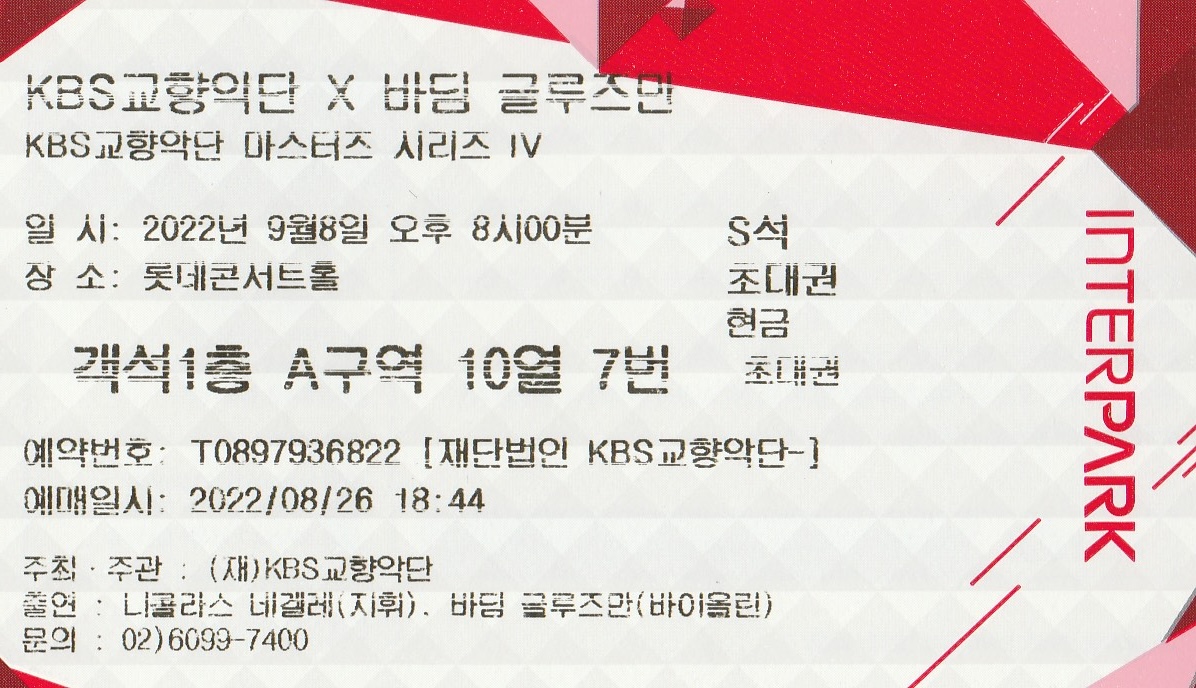 KBS교향악단 X 바딤 글루즈만
KBS교향악단 마스터즈 시리즈 IV
일 시: 2022년 9월8일 오후 8시00분
S석
장 소: 롯데콘서트홀
초대권
현금
객석1층 A구역 10열 7번
초대권
예약번호: T0897936822 [재단법인 KBS교향악단-]
예매일시: 2022/08/26 18:44
주최 · 주관 : (재)KBS교향악단
출연 : 니콜라스 네겔레(지휘). 바딤 글루즈만(바이올린)
문의 : 02)6099-7400
INTERPARK